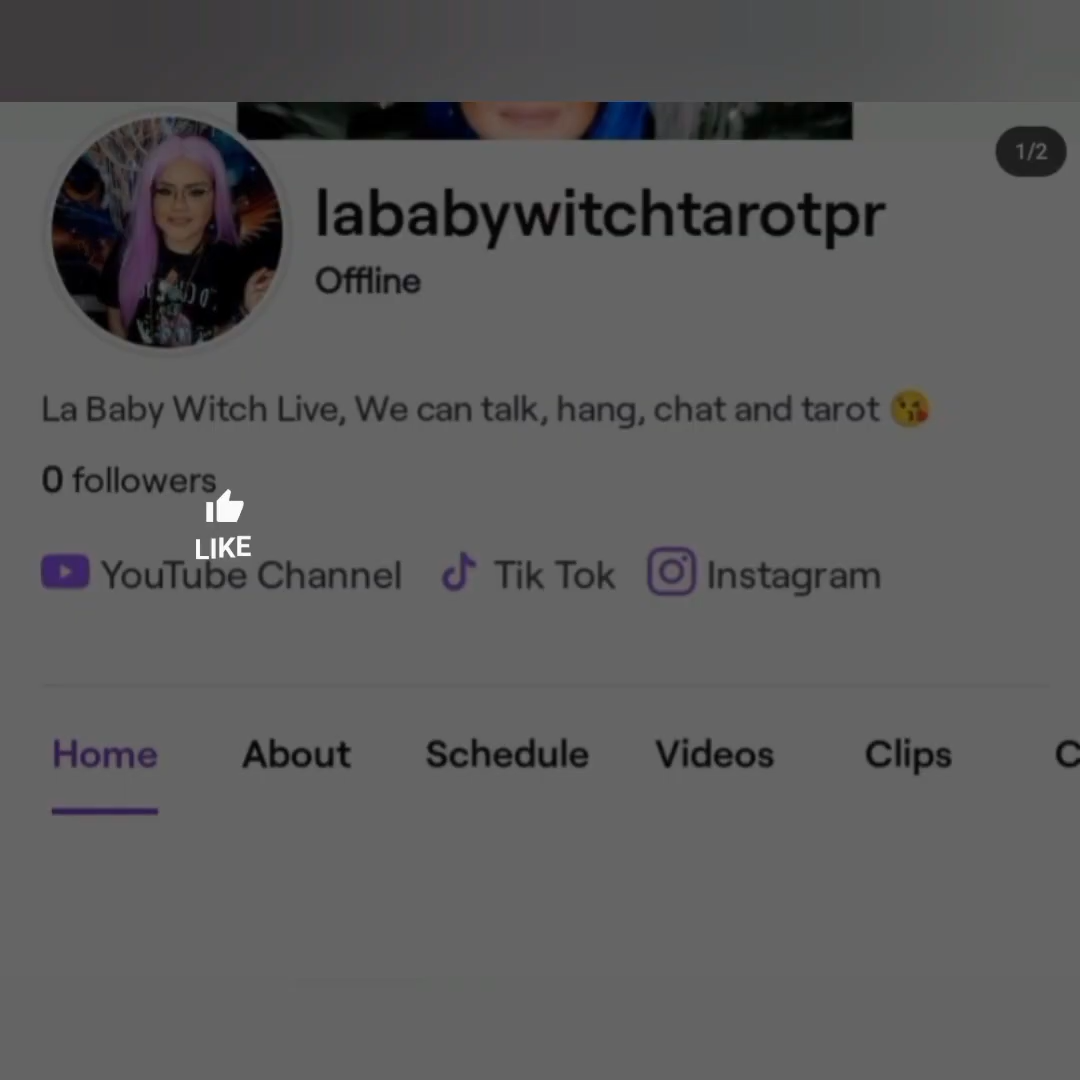 1/2
lababywitchtarotpr
Offline
La Baby Witch Live, We can talk, hang, chat and tarot 😘
0 followers
LIKE
YouTube Channel Tik Tok Instagram
Home About Schedule Videos Clips C